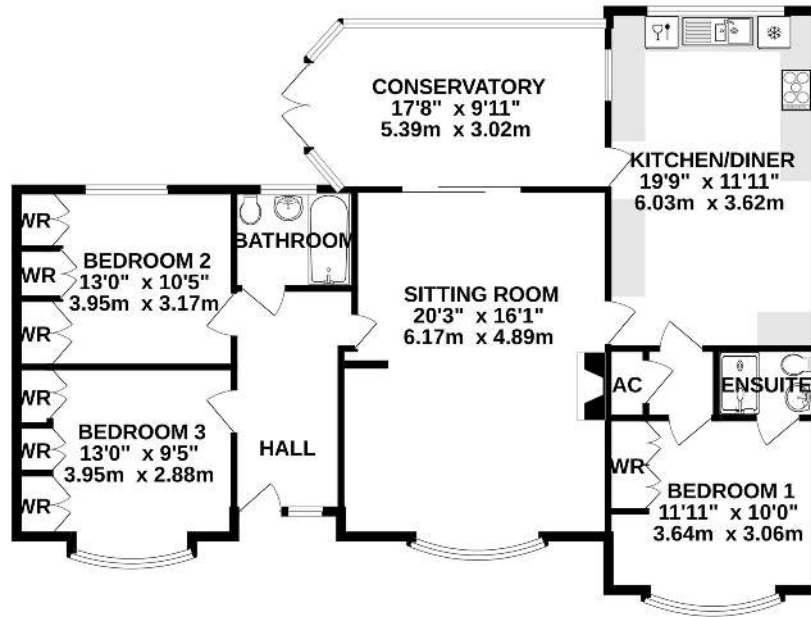 CONSERVATORY
17'8" x 9'11"
5.39m x 3.02m
KITCHEN/DINER
19'9" x 11'11"
6.03m x 3.62m
WR
WR
WR
BEDROOM 2
13'0" x 10'5"
3.95m x 3.17m
BATHROOM
SITTING ROOM
20'3" x 16'1"
6.17m x 4.89m
WR
WR
WR
BEDROOM 3
13'0" x 9'5"
3.95m x 2.88m
HALL
AC
ENSUITE
WR
BEDROOM 1
11'11" x 10'0"
3.64m x 3.06m